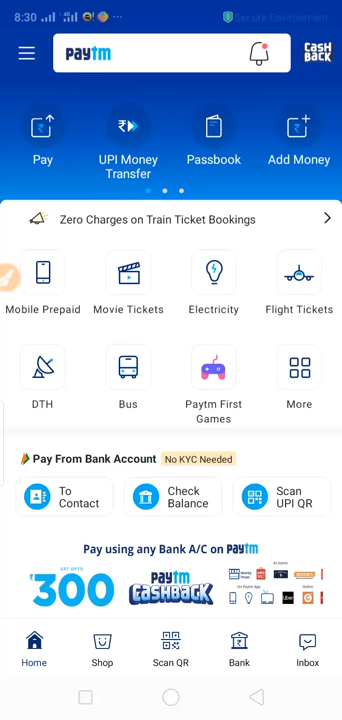 8:30
Secure Environment
paytm
CASH
BACK
Pay
UPI Money
Transfer
Passbook
Add Money
Zero Charges on Train Ticket Bookings
Mobile Prepaid
Movie Tickets
Electricity
Flight Tickets
DTH
Bus
Paytm First
Games
More
Pay From Bank Account
No KYC Needed
To
Contact
Check
Balance
Scan
UPI QR
Pay using any Bank A/C on paytm
GET UPTO
₹300
paytm
Cashback
Uber
Home
Shop
Scan QR
Bank
Inbox